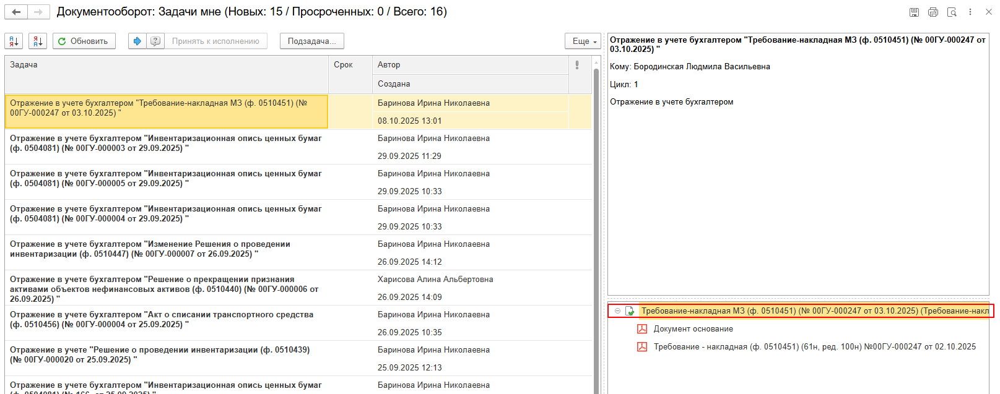 Документооборот: Задачи мне (Новых: 15 / Просроченных: 0 / Всего: 16)
Обновить
Принять к исполнению
Подзадача...
Еще
Задача
Срок
Автор
Создана
Отражение в учете бухгалтером "Требование-накладная МЗ (ф. 0510451) (№
00ГУ-000247 от 03.10.2025) "
Баринова Ирина Николаевна
08.10.2025 13:01
Отражение в учете бухгалтером "Инвентаризационная опись ценных бумаг
(ф. 0504081) (№ 00ГУ-000003 от 29.09.2025) "
Баринова Ирина Николаевна
29.09.2025 11:29
Отражение в учете бухгалтером "Инвентаризационная опись ценных бумаг
(ф. 0504081) (№ 00ГУ-000005 от 29.09.2025) "
Баринова Ирина Николаевна
29.09.2025 10:33
Отражение в учете бухгалтером "Инвентаризационная опись ценных бумаг
(ф. 0504081) (№ 00ГУ-000004 от 29.09.2025) "
Баринова Ирина Николаевна
29.09.2025 10:33
Отражение в учете бухгалтером "Изменение Решения о проведении
инвентаризации (ф. 0510447) (№ 00ГУ-000007 от 26.09.2025) "
Баринова Ирина Николаевна
26.09.2025 14:12
Отражение в учете бухгалтером "Решение о прекращении признания
активами объектов нефинансовых активов (ф. 0510440) (№ 00ГУ-000006 от
26.09.2025) "
Харисова Алина Альбертовна
26.09.2025 14:09
Отражение в учете бухгалтером "Акт о списании транспортного средства
(ф. 0510456) (№ 00ГУ-000004 от 25.09.2025) "
Баринова Ирина Николаевна
26.09.2025 10:35
Отражение в учете "Решение о проведении инвентаризации (ф. 0510439)
(№ 00ГУ-000020 от 25.09.2025) "
Баринова Ирина Николаевна
25.09.2025 12:13
Отражение в учете бухгалтером "Инвентаризационная опись ценных бумаг
(ф. 0504081) (№ 166 от 25.09.2025) "
Баринова Ирина Николаевна
Отражение в учете бухгалтером "Требование-накладная МЗ (ф. 0510451) (№ 00ГУ-000247 от
03.10.2025) "
Кому: Бородинская Людмила Васильевна
Цикл: 1
Отражение в учете бухгалтером
Требование-накладная МЗ (ф. 0510451) (№ 00ГУ-000247 от 03.10.2025) (Требование-накл
Документ основание
Требование - накладная (ф. 0510451) (61н, ред. 100н) №00ГУ-000247 от 02.10.2025